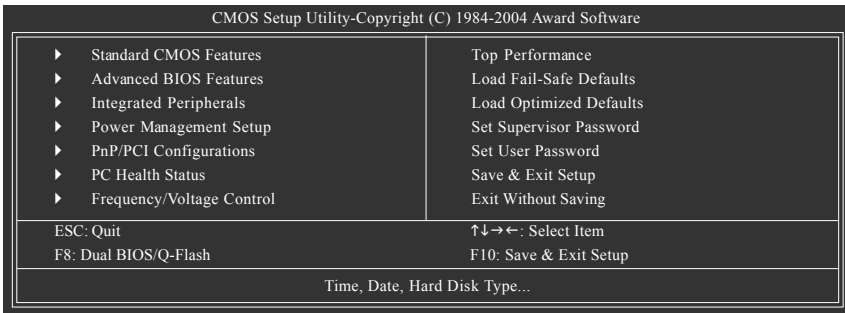 CMOS Setup Utility-Copyright (C) 1984-2004 Award Software
Standard CMOS Features
Advanced BIOS Features
Integrated Peripherals
Power Management Setup
PnP/PCI Configurations
PC Health Status
Frequency/Voltage Control
Top Performance
Load Fail-Safe Defaults
Load Optimized Defaults
Set Supervisor Password
Set User Password
Save & Exit Setup
Exit Without Saving
ESC: Quit
F8: Dual BIOS/Q-Flash
↑↓→←: Select Item
F10: Save & Exit Setup
Time, Date, Hard Disk Type...